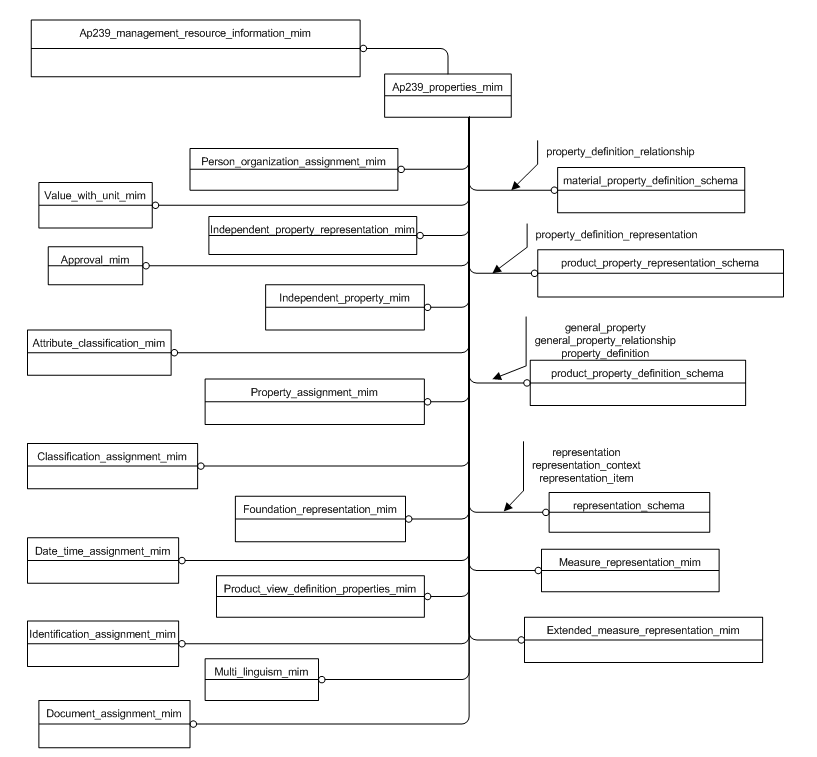 Ap239_management_resource_information_mim
Ap239_properties_mim
Person_organization_assignment_mim
property_definition_relationship
material_property_definition_schema
Value_with_unit_mim
Independent_property_representation_mim
property_definition_representation
Approval_mim
product_property_representation_schema
Independent_property_mim
general_property
general_property_relationship
property_definition
Attribute_classification_mim
product_property_definition_schema
Property_assignment_mim
Classification_assignment_mim
representation
representation_context
representation_item
Foundation_representation_mim
representation_schema
Date_time_assignment_mim
Measure_representation_mim
Product_view_definition_properties_mim
Identification_assignment_mim
Extended_measure_representation_mim
Multi_linguism_mim
Document_assignment_mim